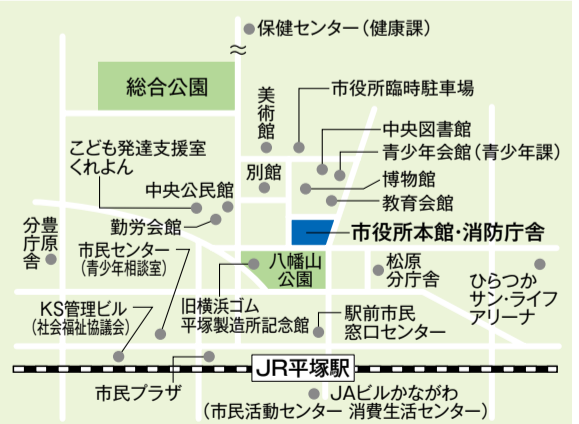 保健センター（健康課）
総合公園
美術館
市役所臨時駐車場
中央図書館
青少年会館（青少年課）
こども発達支援室
くれよん
別館
博物館
中央公民館
教育会館
勤労会館
市役所本館・消防庁舎
豊原
分庁舎
市民センター
（青少年相談室）
八幡山
公園
松原
分庁舎
ひらつか
サン・ライフ
アリーナ
KS管理ビル
（社会福祉協議会）
旧横浜ゴム
平塚製造所記念館
駅前市民
窓口センター
JR平塚駅
市民プラザ
JAビルかながわ
（市民活動センター 消費生活センター）